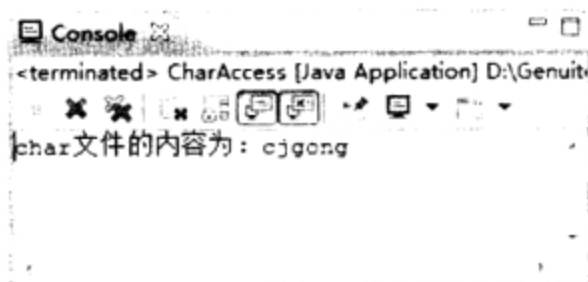 Console
<terminated> CharAccess [Java Application] D:\Genuit
char文件的内容为: cjgong